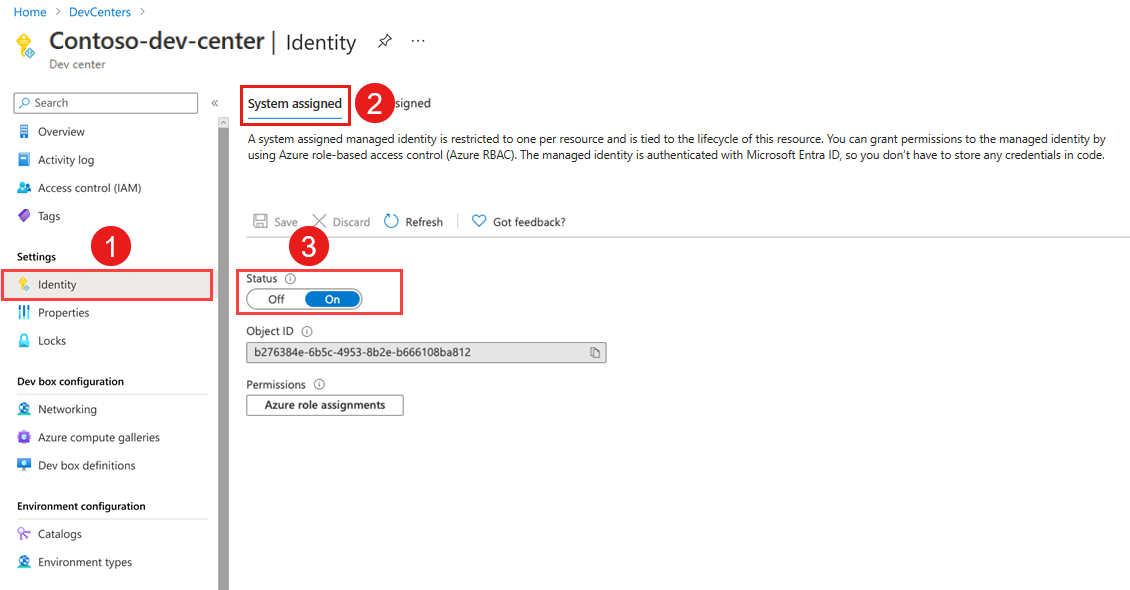 Home > DevCenters >
Contoso-dev-center | Identity ...
Dev center
Search «
Overview
Activity log
Access control (IAM)
Tags
1
Settings
Identity
Properties
Locks
Dev box configuration
Networking
Azure compute galleries
Dev box definitions
Environment configuration
Catalogs
Environment types
System assigned 2 signed
A system assigned managed identity is restricted to one per resource and is tied to the lifecycle of this resource. You can grant permissions to the managed identity by
using Azure role-based access control (Azure RBAC). The managed identity is authenticated with Microsoft Entra ID, so you don't have to store any credentials in code.
Save Discard Refresh Got feedback?
3
Status
Off On
Object ID
b276384e-6b5c-4953-8b2e-b666108ba812
Permissions
Azure role assignments